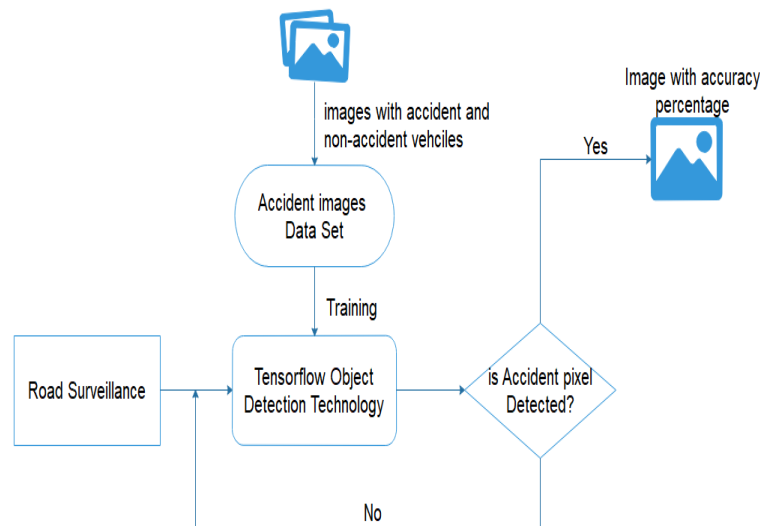 images with accident and
non-accident vehciles
Image with accuracy
percentage
Yes
Accident images
Data Set
Training
Road Surveillance
Tensorflow Object
Detection Technology
is Accident pixel
Detected?
No